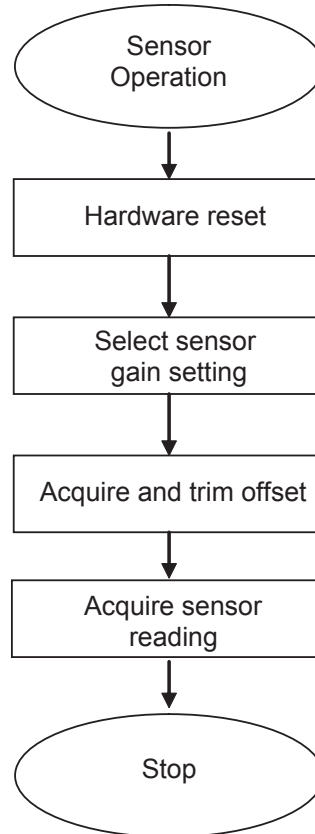 Sensor
Operation
Hardware reset
Select sensor
gain setting
Acquire and trim offset
Acquire sensor
reading
Stop